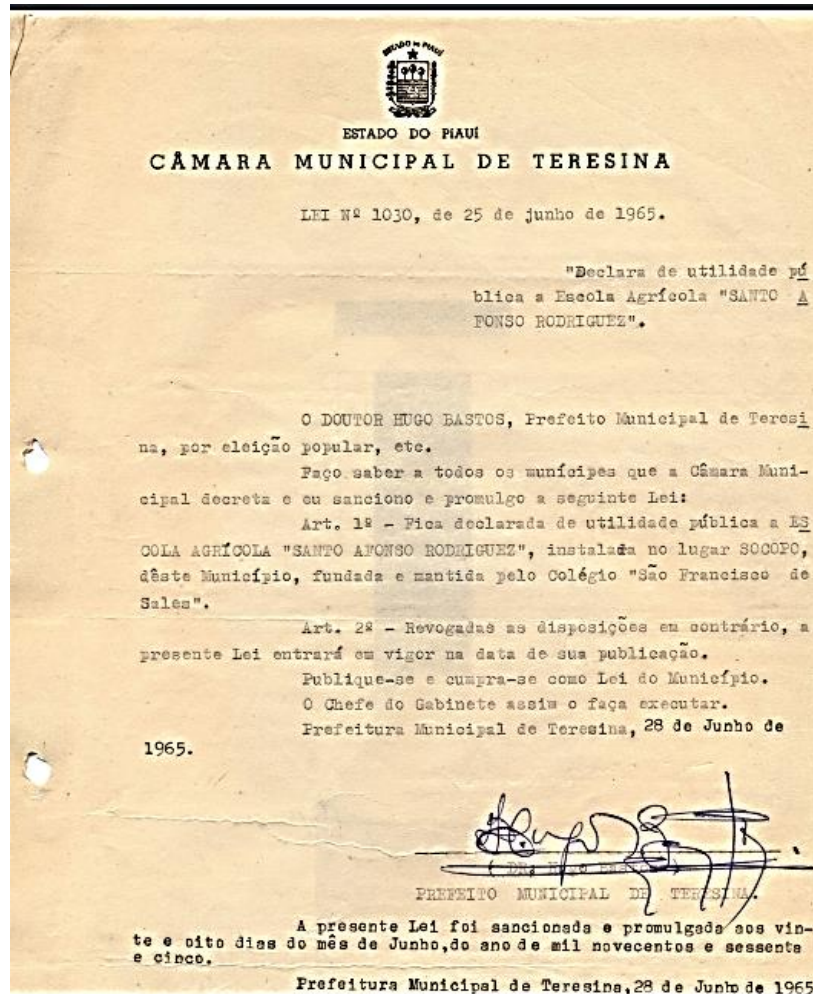 ESTADO DO PIAUÍ
ESTADO DO PIAUÍ
CÂMARA MUNICIPAL DE TERESINA
LEI Nº 1030, de 25 de junho de 1965.
"Declara de utilidade pú
blica a Escola Agrícola "SANTO A
FONSO RODRIGUEZ".
O DOUTOR HUGO BASTOS, Prefeito Municipal de Teresi
na, por eleição popular, etc.
Faço saber a todos os munícipes que a Câmara Muni-
cipal decreta e eu sanciono e promulgo a seguinte Lei:
Art. 1º - Fica declarada de utilidade pública a ES
COLA AGRÍCOLA "SANTO AFONSO RODRIGUEZ", instalada no lugar SOCOPO,
dêste Município, fundada e mantida pelo Colégio "São Francisco de
Sales".
Art. 2º - Revogadas as disposições em contrário, a
presente Lei entrará em vigor na data de sua publicação.
Publique-se e cumpra-se como Lei do Município.
O Chefe do Gabinete assim o faça executar.
Prefeitura Municipal de Teresina, 28 de Junho de
1965.
( DR. Hugo Bastos )
PREFEITO MUNICIPAL DE TERESINA.
A presente Lei foi sancionada e promulgada aos vin-
te e oito dias do mês de Junho,do ano de mil novecentos e sessenta
e cinco.
Prefeitura Municipal de Teresina,28 de Junho de 1965